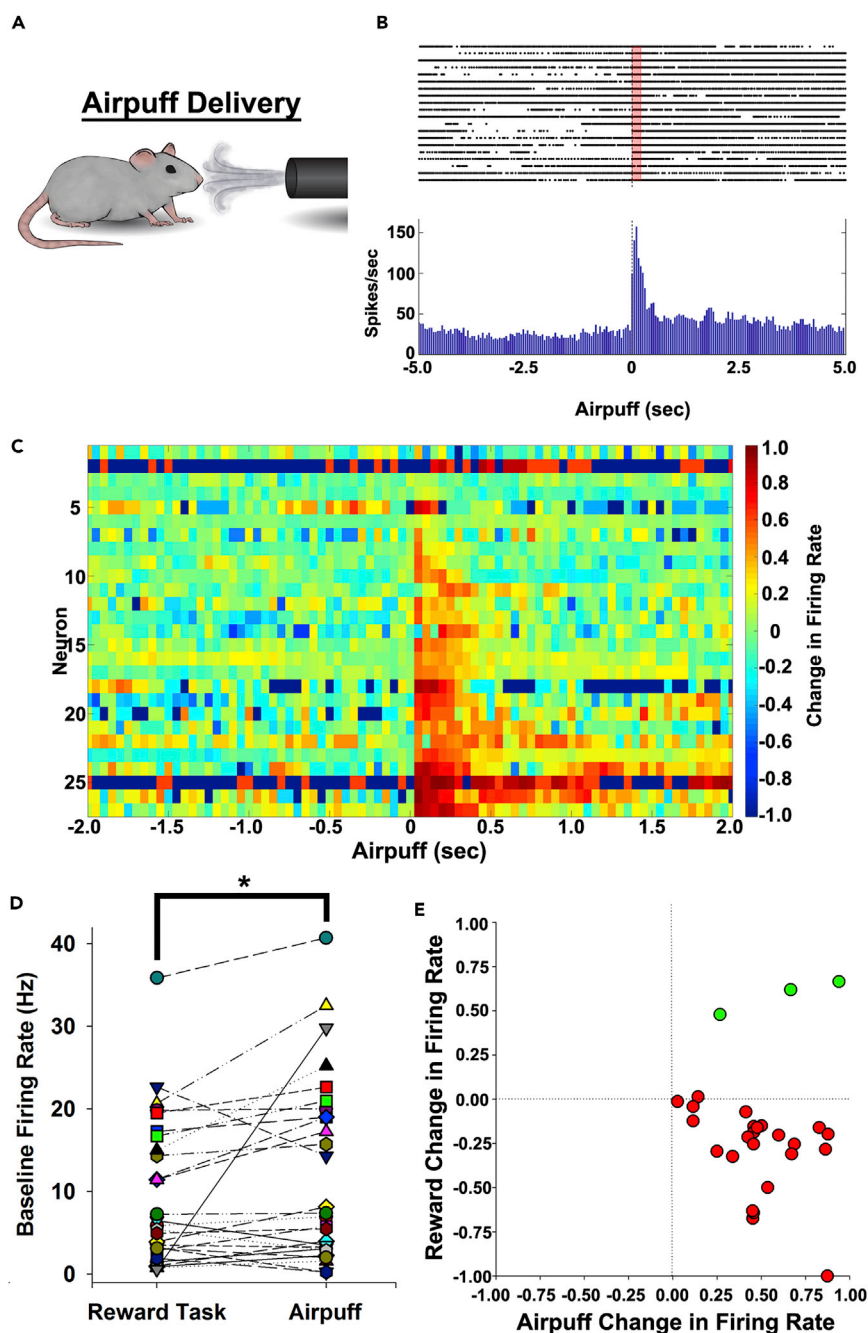 A
Airpuff Delivery
B
Spikes/sec
150
100
50
0
-5.0 -2.5 0 2.5 5.0
Airpuff (sec)
C
Neuron
5
10
15
20
25
-2.0 -1.5 -1.0 -0.5 0 0.5 1.0 1.5 2.0
Airpuff (sec)
1.0
0.8
0.6
0.4
0.2
0
-0.2
-0.4
-0.6
-0.8
-1.0
Change in Firing Rate
D
*
Baseline Firing Rate (Hz)
40
30
20
10
0
Reward Task Airpuff
E
Reward Change in Firing Rate
1.00
0.75
0.50
0.25
0.00
-0.25
-0.50
-0.75
-1.00
-1.00 -0.75 -0.50 -0.25 0.00 0.25 0.50 0.75 1.00
Airpuff Change in Firing Rate